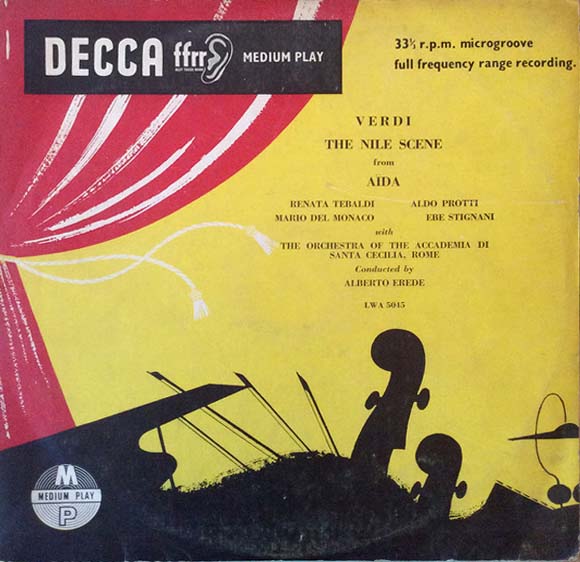 DECCA ffrr MEDIUM PLAY
33⅓ r.p.m. microgroove
full frequency range recording.
VERDI
THE NILE SCENE
from
AIDA
RENATA TEBALDI ALDO PROTTI
MARIO DEL MONACO EBE STIGNANI
with
THE ORCHESTRA OF THE ACCADEMIA DI
SANTA CECILIA, ROME
Conducted by
ALBERTO EREDE
LWA 5045
M
MEDIUM PLAY
P